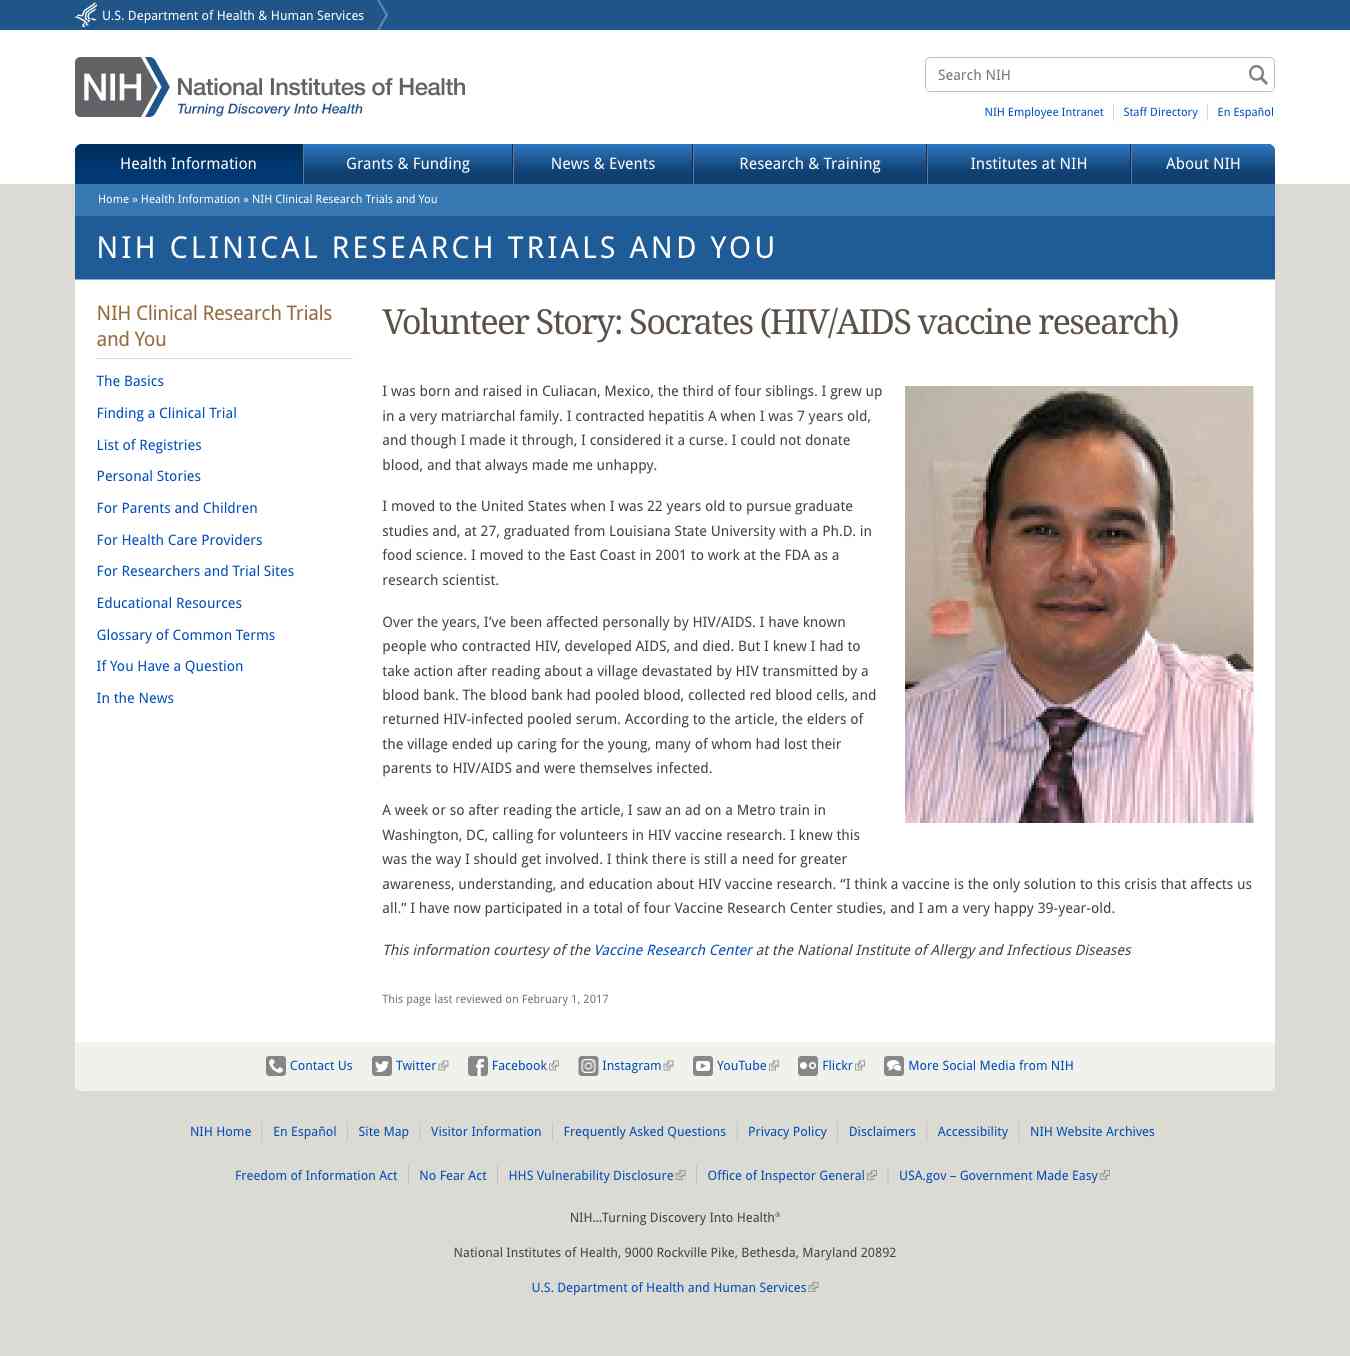 U.S. Department of Health & Human Services
NIH National Institutes of Health
Turning Discovery Into Health
Search NIH
NIH Employee Intranet Staff Directory En Español
Health Information Grants & Funding News & Events Research & Training Institutes at NIH About NIH
Home » Health Information » NIH Clinical Research Trials and You
NIH CLINICAL RESEARCH TRIALS AND YOU
NIH Clinical Research Trials
and You
The Basics
Finding a Clinical Trial
List of Registries
Personal Stories
For Parents and Children
For Health Care Providers
For Researchers and Trial Sites
Educational Resources
Glossary of Common Terms
If You Have a Question
In the News
Volunteer Story: Socrates (HIV/AIDS vaccine research)
I was born and raised in Culiacan, Mexico, the third of four siblings. I grew up
in a very matriarchal family. I contracted hepatitis A when I was 7 years old,
and though I made it through, I considered it a curse. I could not donate
blood, and that always made me unhappy.
I moved to the United States when I was 22 years old to pursue graduate
studies and, at 27, graduated from Louisiana State University with a Ph.D. in
food science. I moved to the East Coast in 2001 to work at the FDA as a
research scientist.
Over the years, I’ve been affected personally by HIV/AIDS. I have known
people who contracted HIV, developed AIDS, and died. But I knew I had to
take action after reading about a village devastated by HIV transmitted by a
blood bank. The blood bank had pooled blood, collected red blood cells, and
returned HIV-infected pooled serum. According to the article, the elders of
the village ended up caring for the young, many of whom had lost their
parents to HIV/AIDS and were themselves infected.
A week or so after reading the article, I saw an ad on a Metro train in
Washington, DC, calling for volunteers in HIV vaccine research. I knew this
was the way I should get involved. I think there is still a need for greater
awareness, understanding, and education about HIV vaccine research. “I think a vaccine is the only solution to this crisis that affects us
all.” I have now participated in a total of four Vaccine Research Center studies, and I am a very happy 39-year-old.
This information courtesy of the Vaccine Research Center at the National Institute of Allergy and Infectious Diseases
This page last reviewed on February 1, 2017
Contact Us Twitter Facebook Instagram YouTube Flickr More Social Media from NIH
NIH Home En Español Site Map Visitor Information Frequently Asked Questions Privacy Policy Disclaimers Accessibility NIH Website Archives
Freedom of Information Act No Fear Act HHS Vulnerability Disclosure Office of Inspector General USA.gov – Government Made Easy
NIH…Turning Discovery Into Health®
National Institutes of Health, 9000 Rockville Pike, Bethesda, Maryland 20892
U.S. Department of Health and Human Services